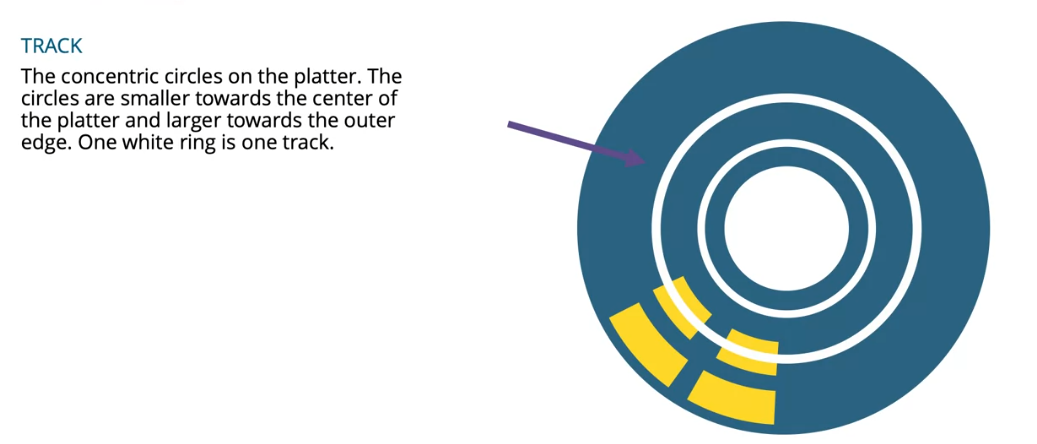 TRACK
The concentric circles on the platter. The
circles are smaller towards the center of
the platter and larger towards the outer
edge. One white ring is one track.